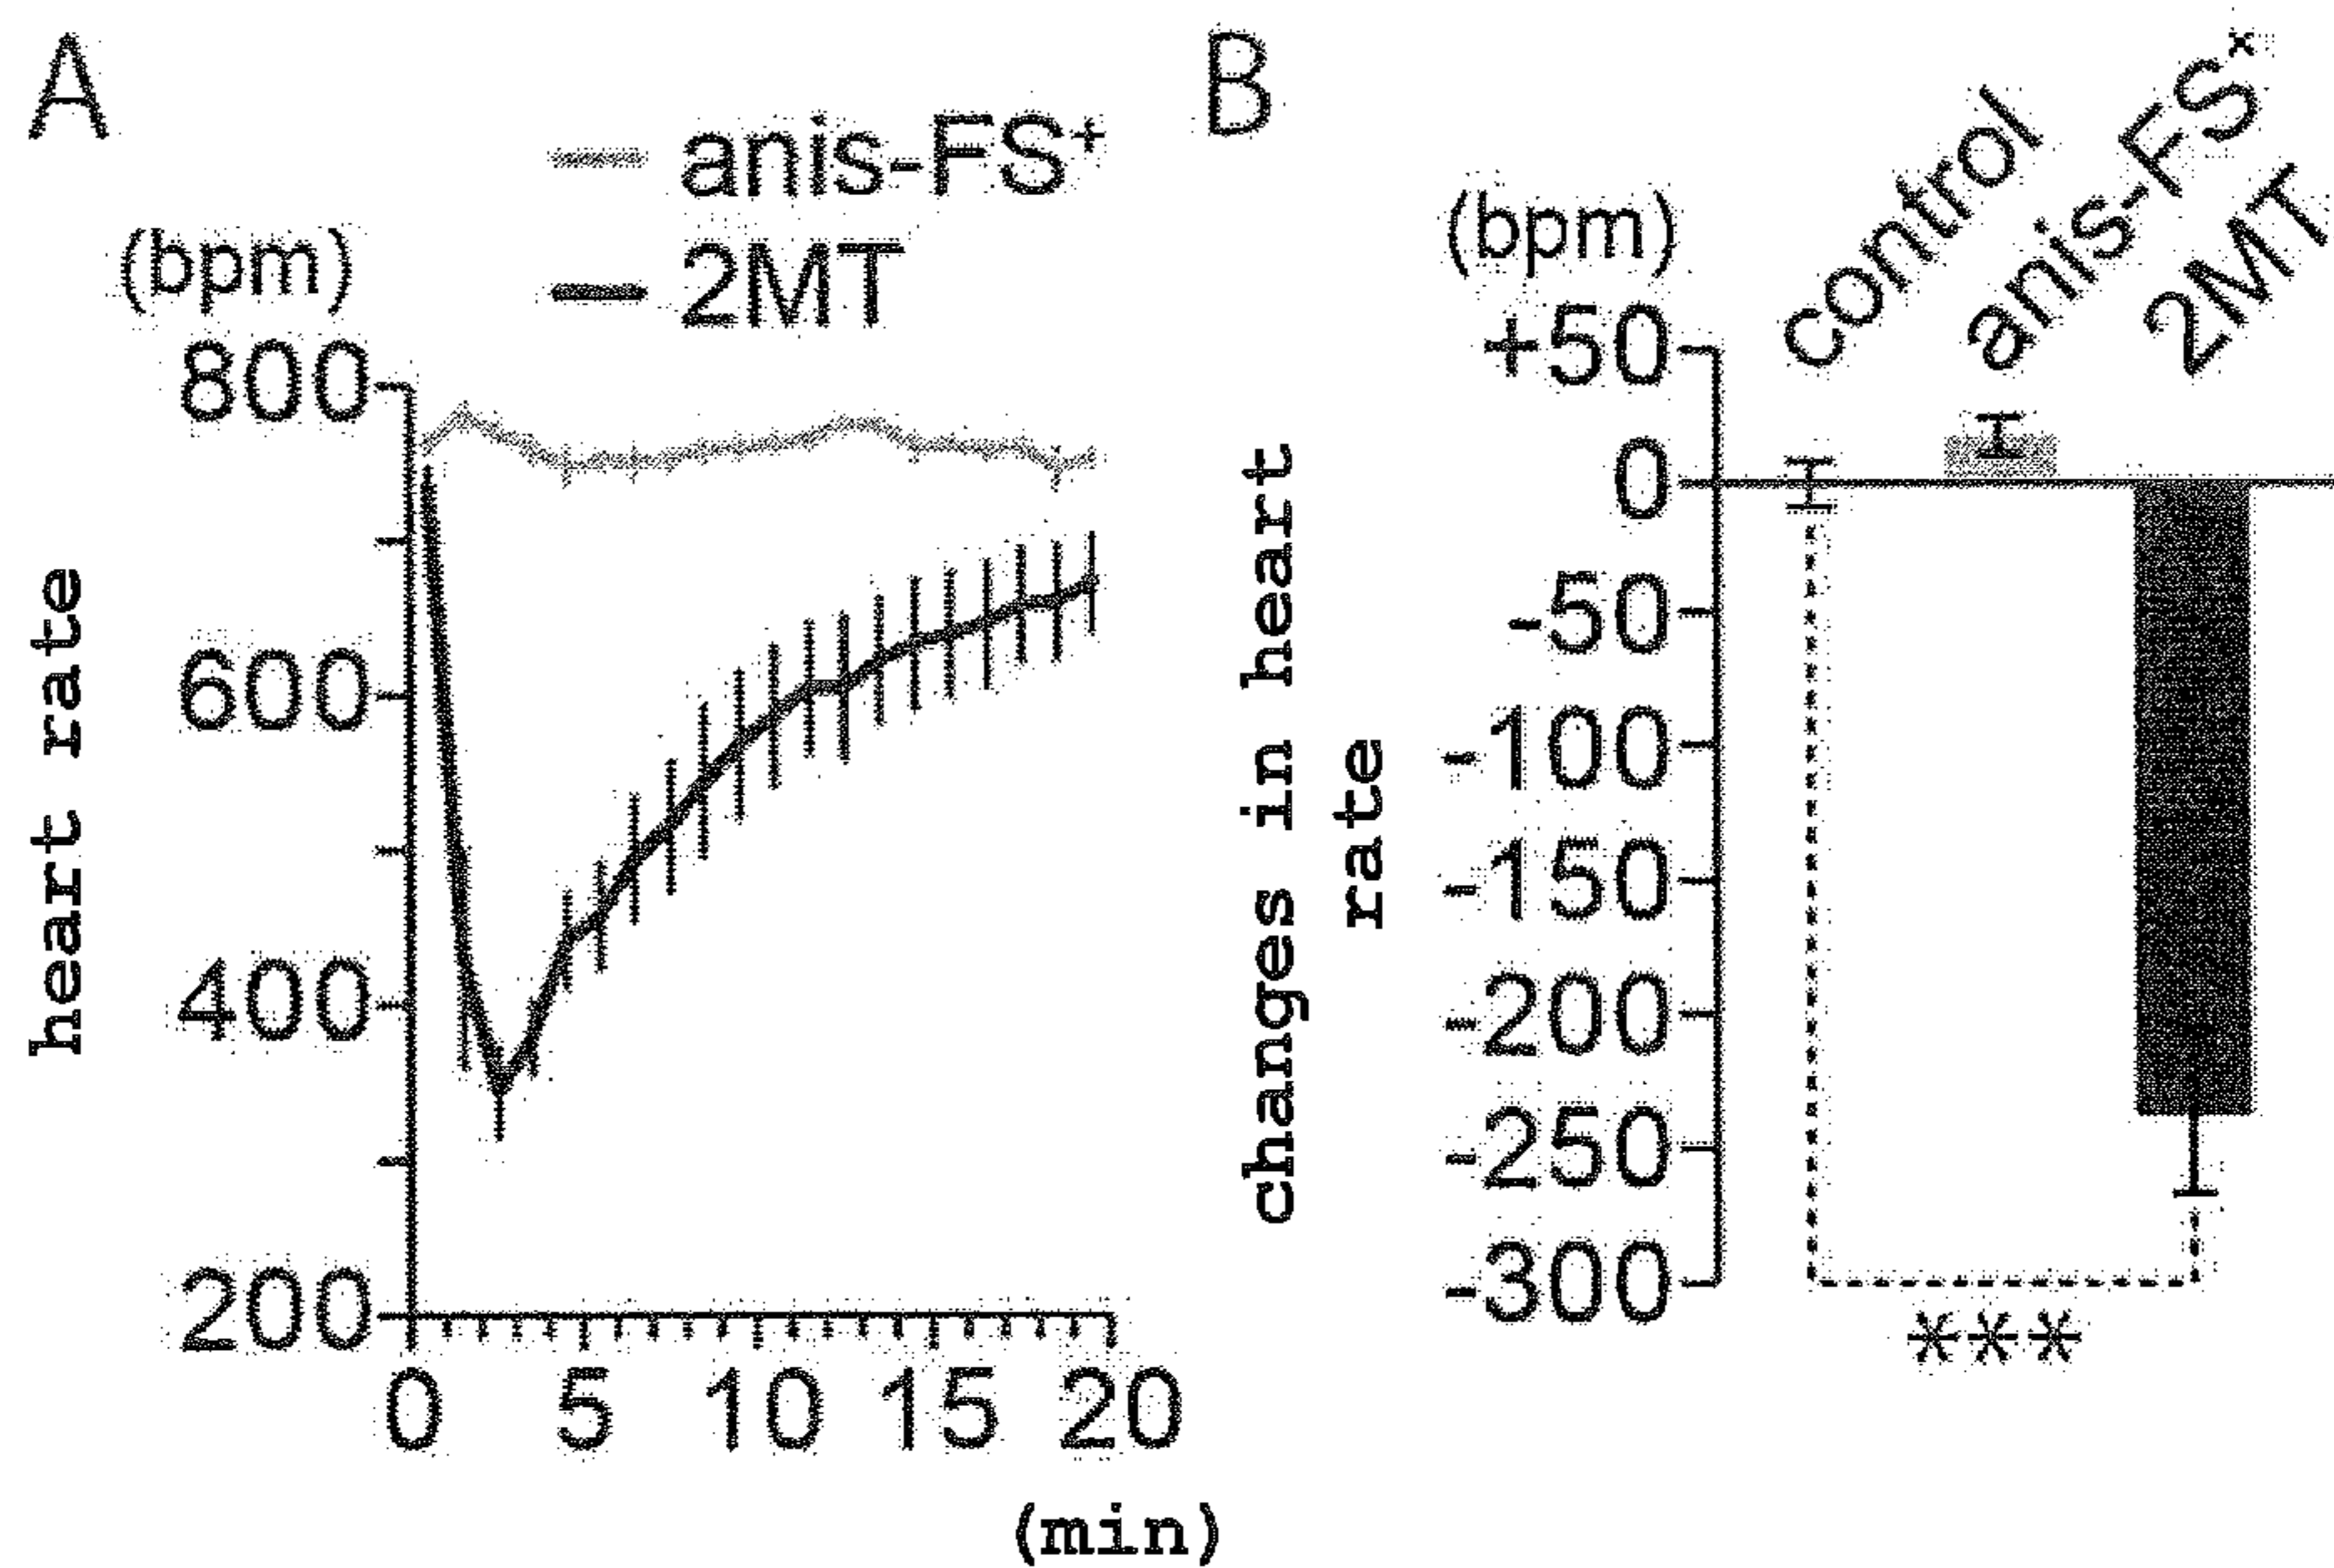 A
anis-FS⁺
2MT
(bpm)
800
600
400
200
heart rate
0 5 10 15 20
(min)
B
control
anis-FS⁺
2MT
(bpm)
+50
0
-50
-100
-150
-200
-250
-300
changes in heart
rate
***